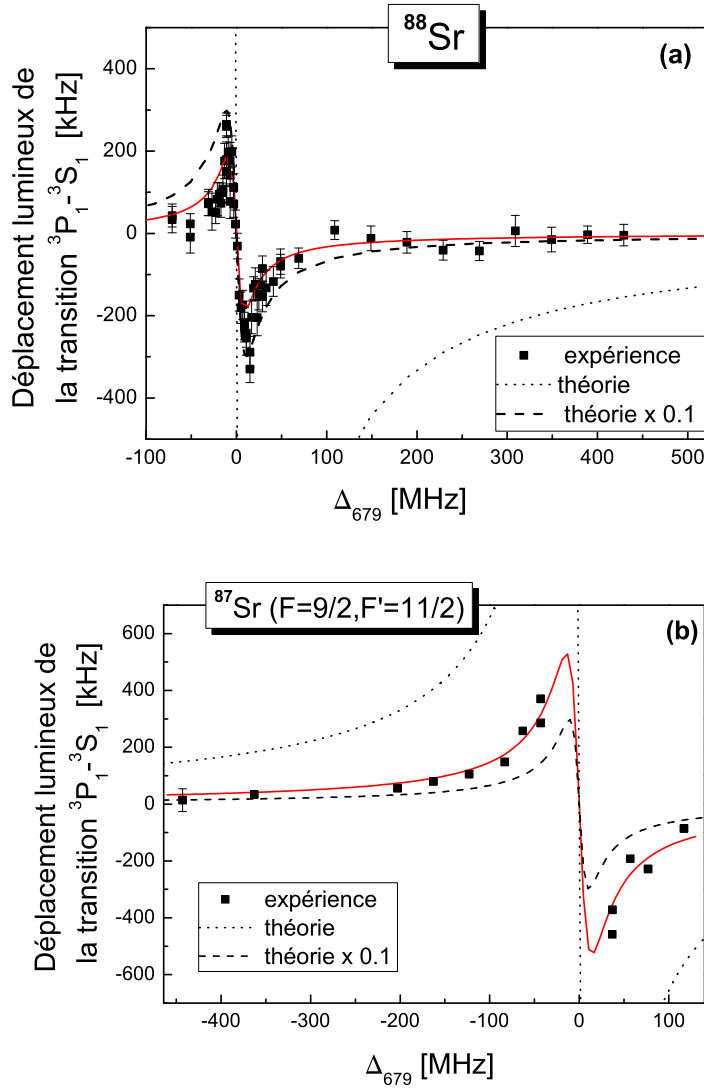 ⁸⁸Sr
(a)
Déplacement lumineux de
la transition ³P₁-³S₁ [kHz]
400
200
0
-200
-400
expérience
théorie
théorie x 0.1
-100
0
100
200
300
400
500
Δ₆₇₉ [MHz]
⁸⁷Sr (F=9/2,F'=11/2)
(b)
Déplacement lumineux de
la transition ³P₁-³S₁ [kHz]
600
400
200
0
-200
-400
-600
expérience
théorie
théorie x 0.1
-400
-300
-200
-100
0
100
Δ₆₇₉ [MHz]